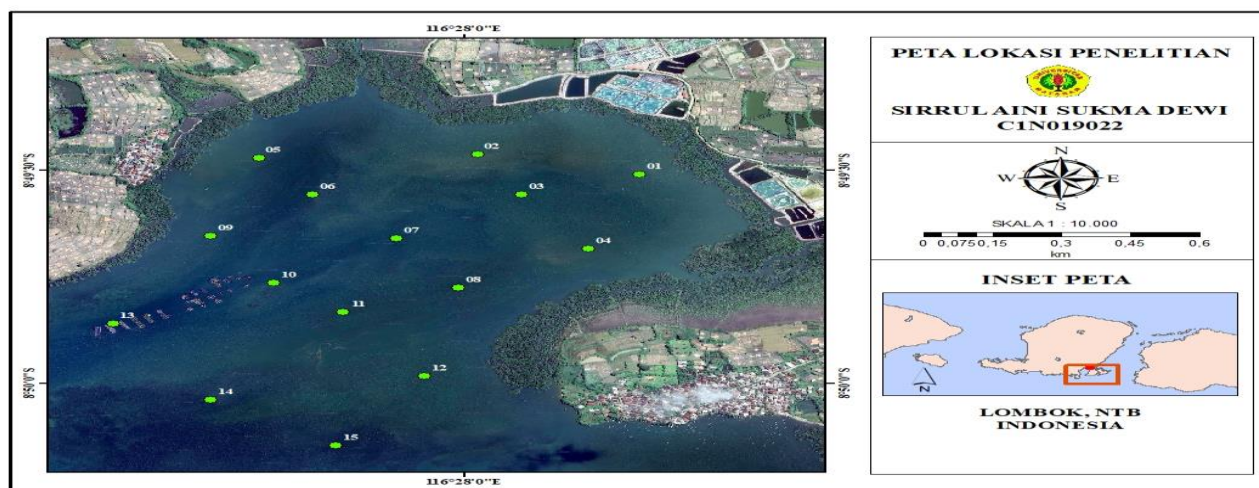 116°28'0"E
05
02
01
06
03
09
07
04
10
08
11
13
12
14
15
8°49'30"S
8°50'0"S
8°49'30"S
8°50'0"S
116°28'0"E
PETA LOKASI PENELITIAN
SIRRUL AINI SUKMA DEWI
C1N019022
N
W E
S
SKALA 1 : 10.000
0 0,075 0,15 0,3 0,45 0,6
km
INSET PETA
N
LOMBOK, NTB
INDONESIA